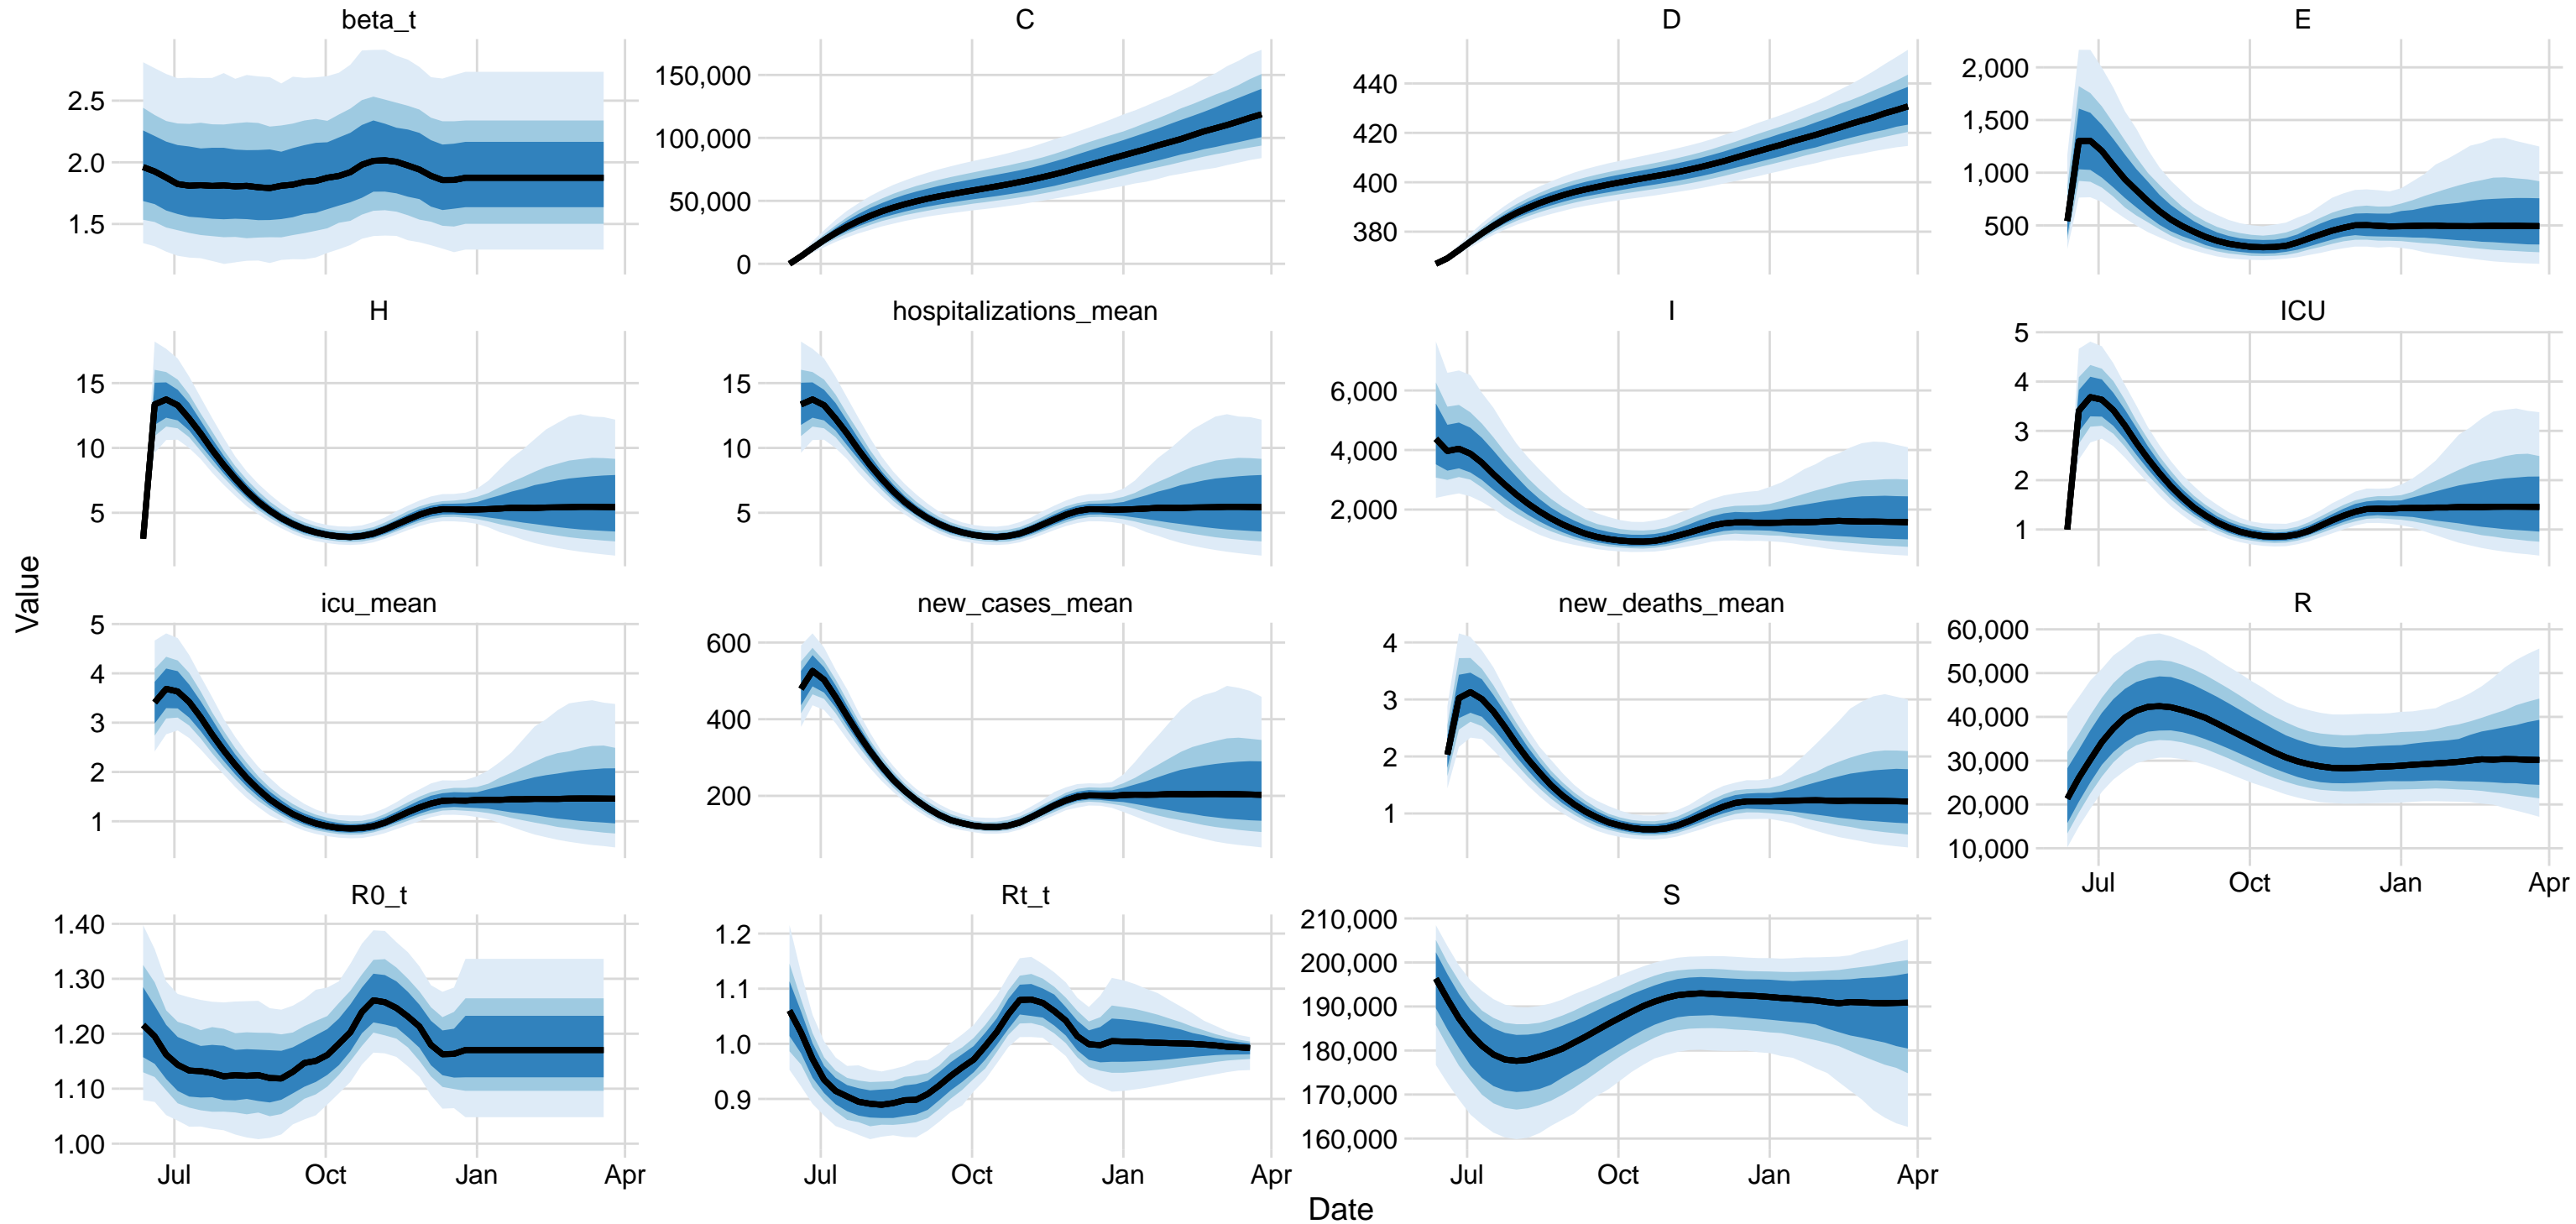 beta_t
C
D
E
2.5
2.0
1.5
150,000
100,000
50,000
0
440
420
400
380
2,000
1,500
1,000
500
H
hospitalizations_mean
I
ICU
15
10
5
15
10
5
6,000
4,000
2,000
5
4
3
2
1
Value
icu_mean
new_cases_mean
new_deaths_mean
R
5
4
3
2
1
600
400
200
4
3
2
1
60,000
50,000
40,000
30,000
20,000
10,000
Jul Oct Jan Apr
R0_t
Rt_t
S
1.40
1.30
1.20
1.10
1.00
1.2
1.1
1.0
0.9
210,000
200,000
190,000
180,000
170,000
160,000
Jul Oct Jan Apr
Jul Oct Jan Apr
Jul Oct Jan Apr
Date